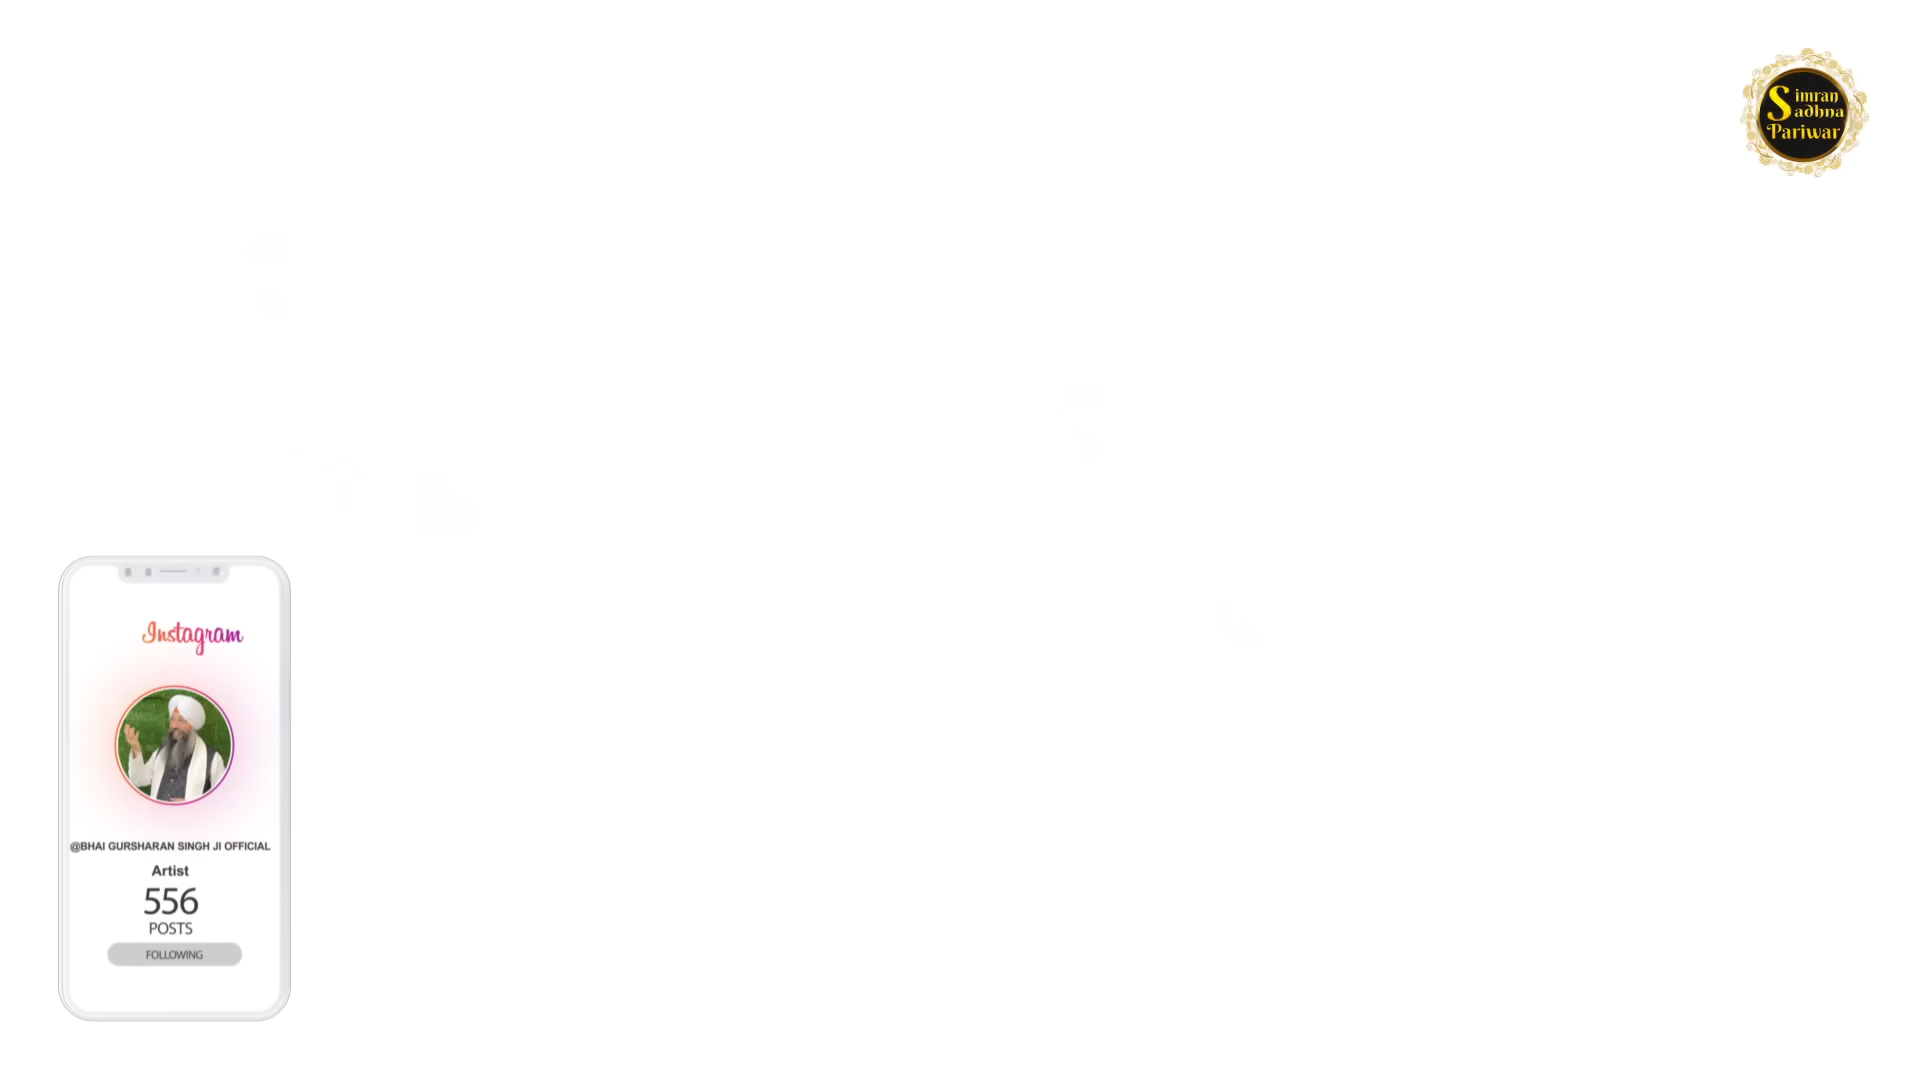 Simran
Sadhna
Pariwar
Instagram
@BHAI GURSHARAN SINGH JI OFFICIAL
Artist
556
POSTS
FOLLOWING